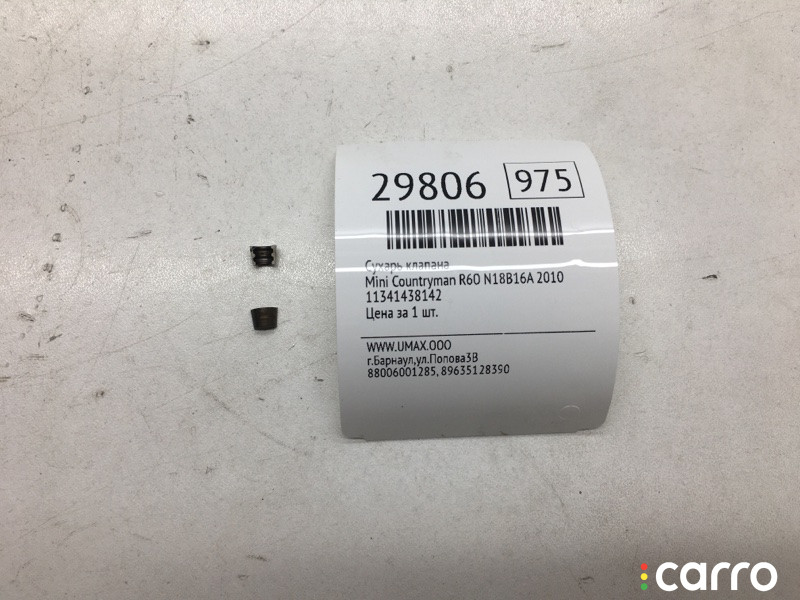 29806 975
Сухарь клапана
Mini Countryman R60 N18B16A 2010
11341438142
Цена за 1 шт.
WWW.UMAX.OOO
г.Барнаул,ул.Попова3В
88006001285, 89635128390
carro